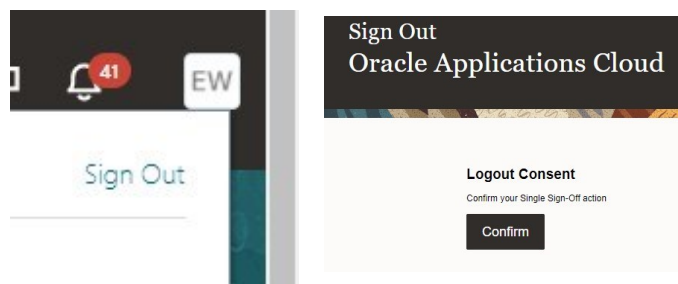 41
EW
Sign Out
Sign Out
Oracle Applications Cloud
Logout Consent
Confirm your Single Sign-Off action
Confirm